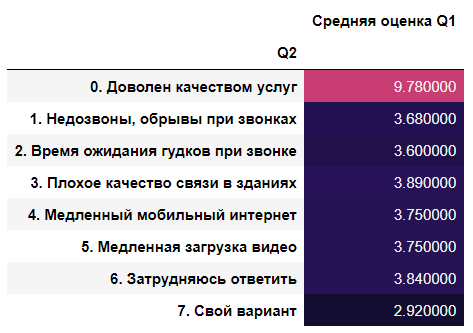 Средняя оценка Q1
Q2
0. Доволен качеством услуг 9.780000
1. Недозвоны, обрывы при звонках 3.680000
2. Время ожидания гудков при звонке 3.600000
3. Плохое качество связи в зданиях 3.890000
4. Медленный мобильный интернет 3.750000
5. Медленная загрузка видео 3.750000
6. Затрудняюсь ответить 3.840000
7. Свой вариант 2.920000